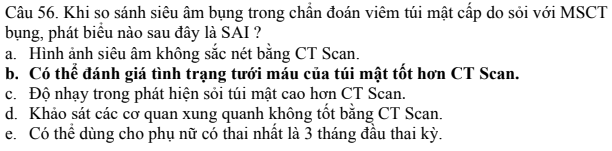 Câu 56. Khi so sánh siêu âm bụng trong chẩn đoán viêm túi mật cấp do sỏi với MSCT
bụng, phát biểu nào sau đây là SAI ?
a. Hình ảnh siêu âm không sắc nét bằng CT Scan.
b. Có thể đánh giá tình trạng tưới máu của túi mật tốt hơn CT Scan.
c. Độ nhạy trong phát hiện sỏi túi mật cao hơn CT Scan.
d. Khảo sát các cơ quan xung quanh không tốt bằng CT Scan.
e. Có thể dùng cho phụ nữ có thai nhất là 3 tháng đầu thai kỳ.